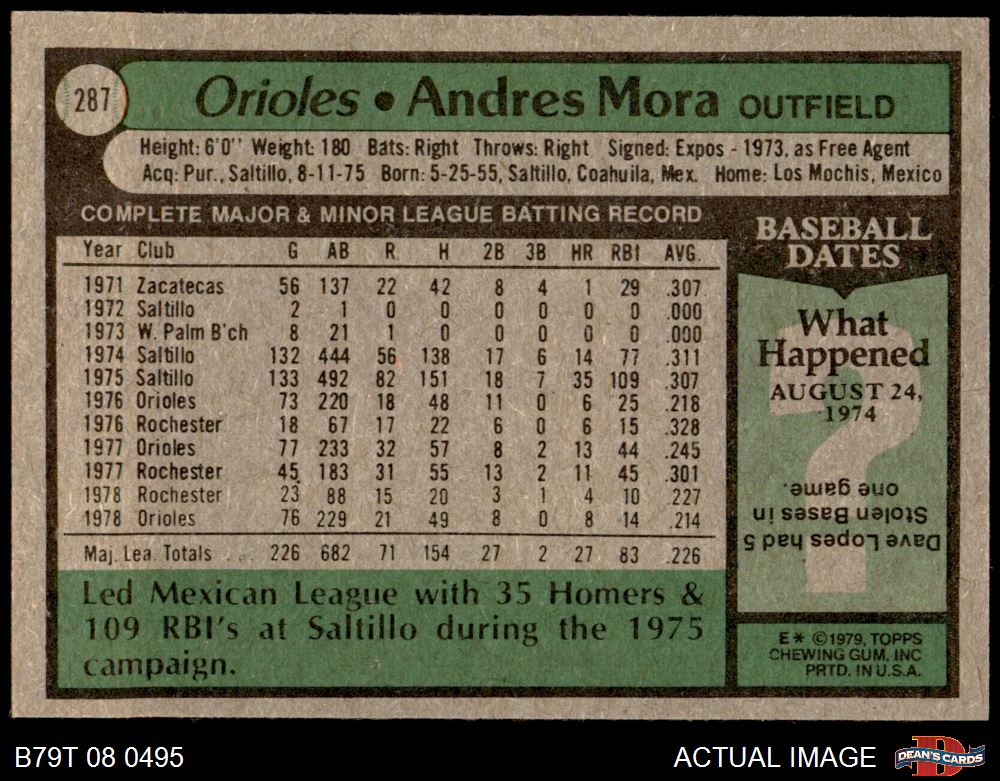 287
Orioles • Andres Mora OUTFIELD
Height: 6'0'' Weight: 180 Bats: Right Throws: Right Signed: Expos - 1973, as Free Agent
Acq: Pur., Saltillo, 8-11-75 Born: 5-25-55, Saltillo, Coahuila, Mex. Home: Los Mochis, Mexico
COMPLETE MAJOR & MINOR LEAGUE BATTING RECORD
Year Club G AB R H 2B 3B HR RBI AVG.
1971 Zacatecas 56 137 22 42 8 4 1 29 .307
1972 Saltillo 2 1 0 0 0 0 0 0 .000
1973 W. Palm B'ch 8 21 1 0 0 0 0 0 .000
1974 Saltillo 132 444 56 138 17 6 14 77 .311
1975 Saltillo 133 492 82 151 18 7 35 109 .307
1976 Orioles 73 220 18 48 11 0 6 25 .218
1976 Rochester 18 67 17 22 6 0 6 15 .328
1977 Orioles 77 233 32 57 8 2 13 44 .245
1977 Rochester 45 183 31 55 13 2 11 45 .301
1978 Rochester 23 88 15 20 3 1 4 10 .227
1978 Orioles 76 229 21 49 8 0 8 14 .214
Maj. Lea. Totals ... 226 682 71 154 27 2 27 83 .226
Led Mexican League with 35 Homers &
109 RBI's at Saltillo during the 1975
campaign.
BASEBALL
DATES
What
Happened
AUGUST 24,
1974
?
Dave Lopes had 5
Stolen Bases in
one game.
E* ©1979, TOPPS
CHEWING GUM, INC
PRTD. IN U.S.A.
B79T 08 0495
ACTUAL IMAGE
D
DEAN'S CARDS